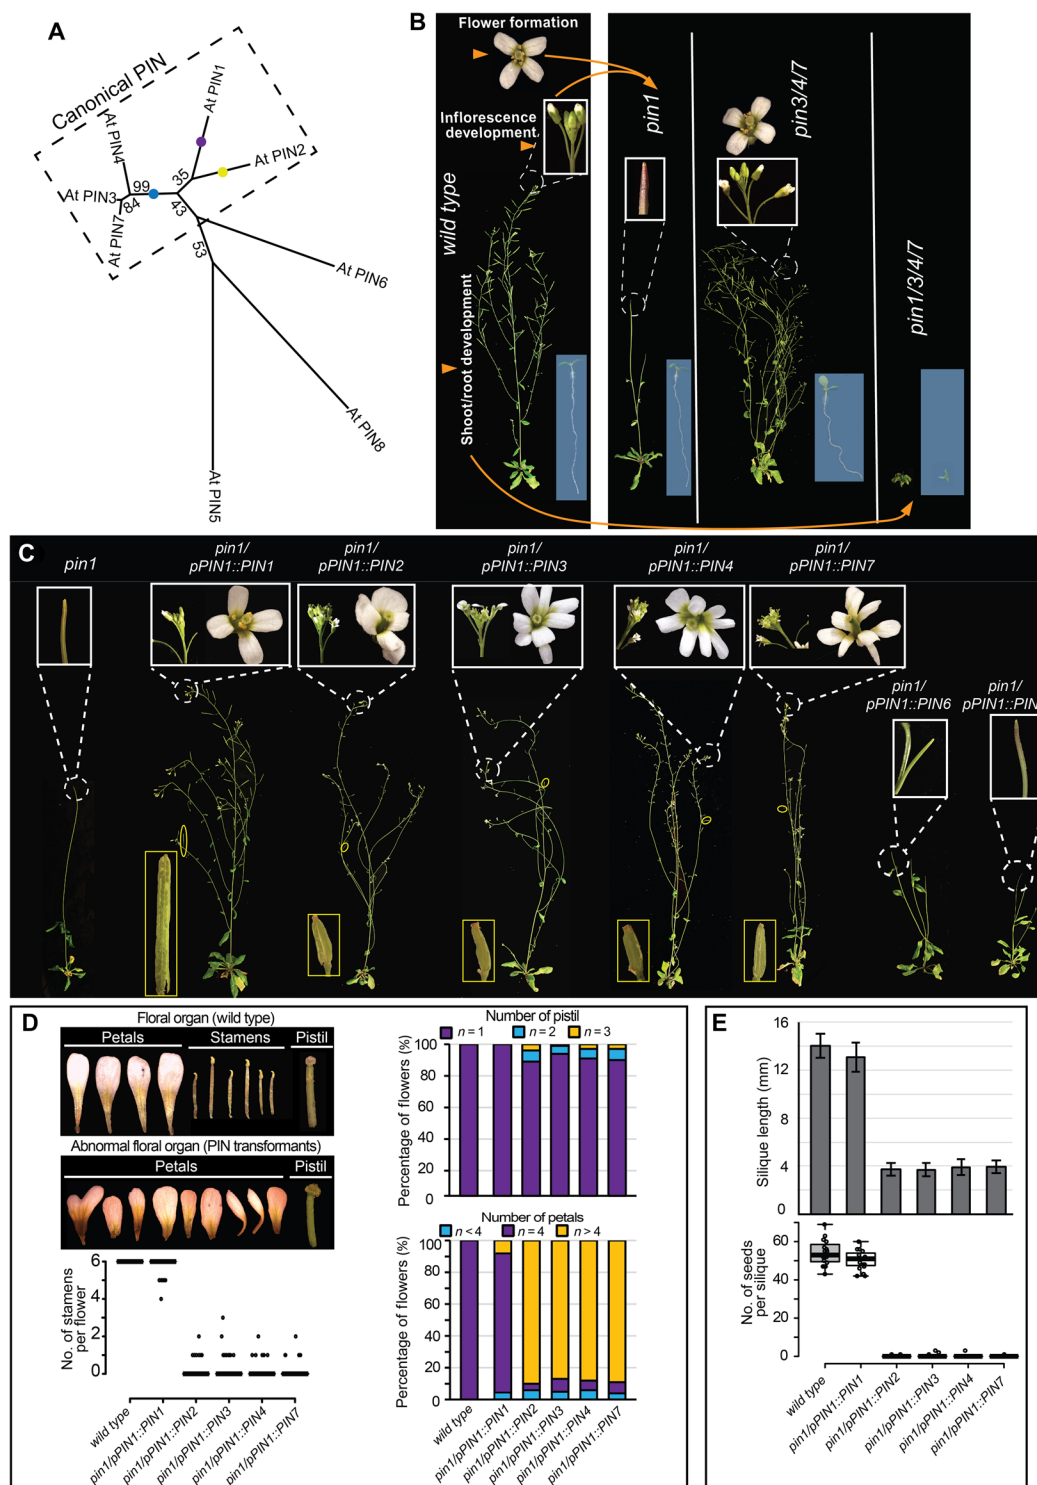 A
Canonical PIN
At PIN1
At PIN4
At PIN2
35
99
At PIN3
84
43
At PIN7
53
At PIN6
At PIN8
At PIN5
B
Flower formation
Inflorescence
development
wild type
Shoot/root development
pin1
pin3/4/7
pin1/3/4/7
C
pin1
pin1/
pPIN1::PIN1
pin1/
pPIN1::PIN2
pin1/
pPIN1::PIN3
pin1/
pPIN1::PIN4
pin1/
pPIN1::PIN7
pin1/
pPIN1::PIN6
pin1/
pPIN1::PIN
D
Floral organ (wild type)
Petals
Stamens
Pistil
Abnormal floral organ (PIN transformants)
Petals
Pistil
No. of stamens
per flower
6
4
2
0
wild type
pin1/pPIN1::PIN1
pin1/pPIN1::PIN2
pin1/pPIN1::PIN3
pin1/pPIN1::PIN4
pin1/pPIN1::PIN7
Number of pistil
n = 1
n = 2
n = 3
Percentage of flowers (%)
100
80
60
40
20
0
Number of petals
n < 4
n = 4
n > 4
Percentage of flowers (%)
100
80
60
40
20
0
wild type
pin1/pPIN1::PIN1
pin1/pPIN1::PIN2
pin1/pPIN1::PIN3
pin1/pPIN1::PIN4
pin1/pPIN1::PIN7
E
Silique length (mm)
16
12
8
4
0
No. of seeds
per silique
60
40
20
0
wild type
pin1/pPIN1::PIN1
pin1/pPIN1::PIN2
pin1/pPIN1::PIN3
pin1/pPIN1::PIN4
pin1/pPIN1::PIN7